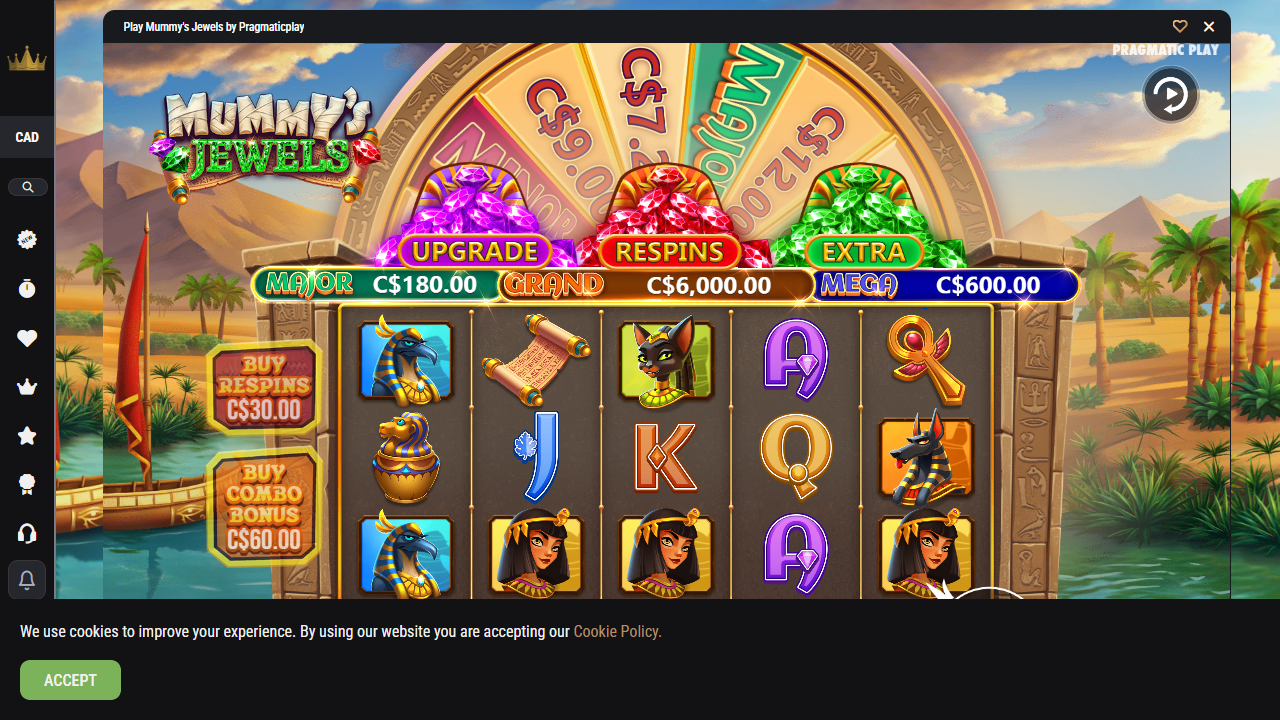 Play Mummy's Jewels by Pragmaticplay
PRAGMATIC PLAY
CAD
NEW
MUMMY'S
JEWELS
MINOR
C$9.0
C$7.
MAJOR
C$12.00
UPGRADE
RESPINS
EXTRA
MAJOR C$180.00
GRAND C$6,000.00
MEGA C$600.00
BUY
RESPINS
C$30.00
BUY
COMBO
BONUS
C$60.00
A
J
K
Q
A
We use cookies to improve your experience. By using our website you are accepting our Cookie Policy.
ACCEPT